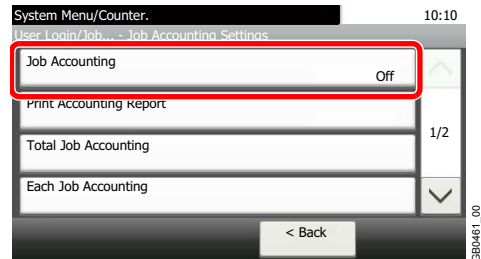 System Menu/Counter.
10:10
User Login/Job... - Job Accounting Settings
Job Accounting
Off
Print Accounting Report
1/2
Total Job Accounting
Each Job Accounting
< Back
GB0461_00